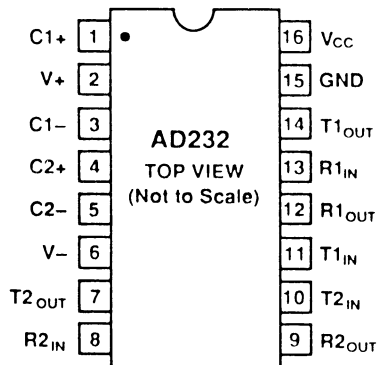 C1+ 1 16 VCC
V+ 2 15 GND
C1− 3 14 T1OUT
AD232
C2+ 4 13 R1IN
TOP VIEW
(Not to Scale)
C2− 5 12 R1OUT
V− 6 11 T1IN
T2OUT 7 10 T2IN
R2IN 8 9 R2OUT